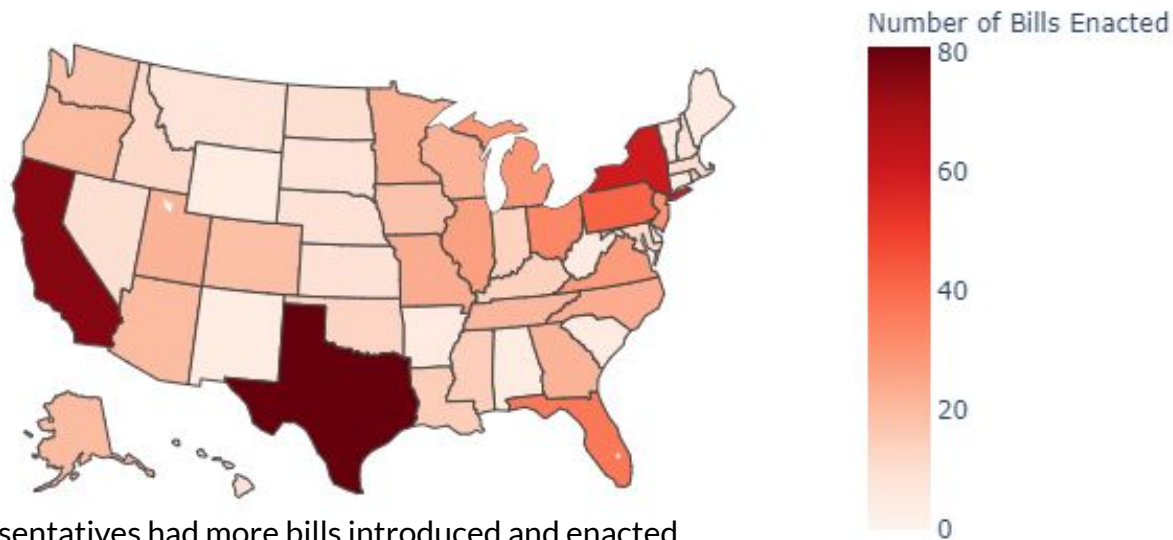 Number of Bills Enacted
80
60
40
20
0
sentatives had more bills introduced and enacted